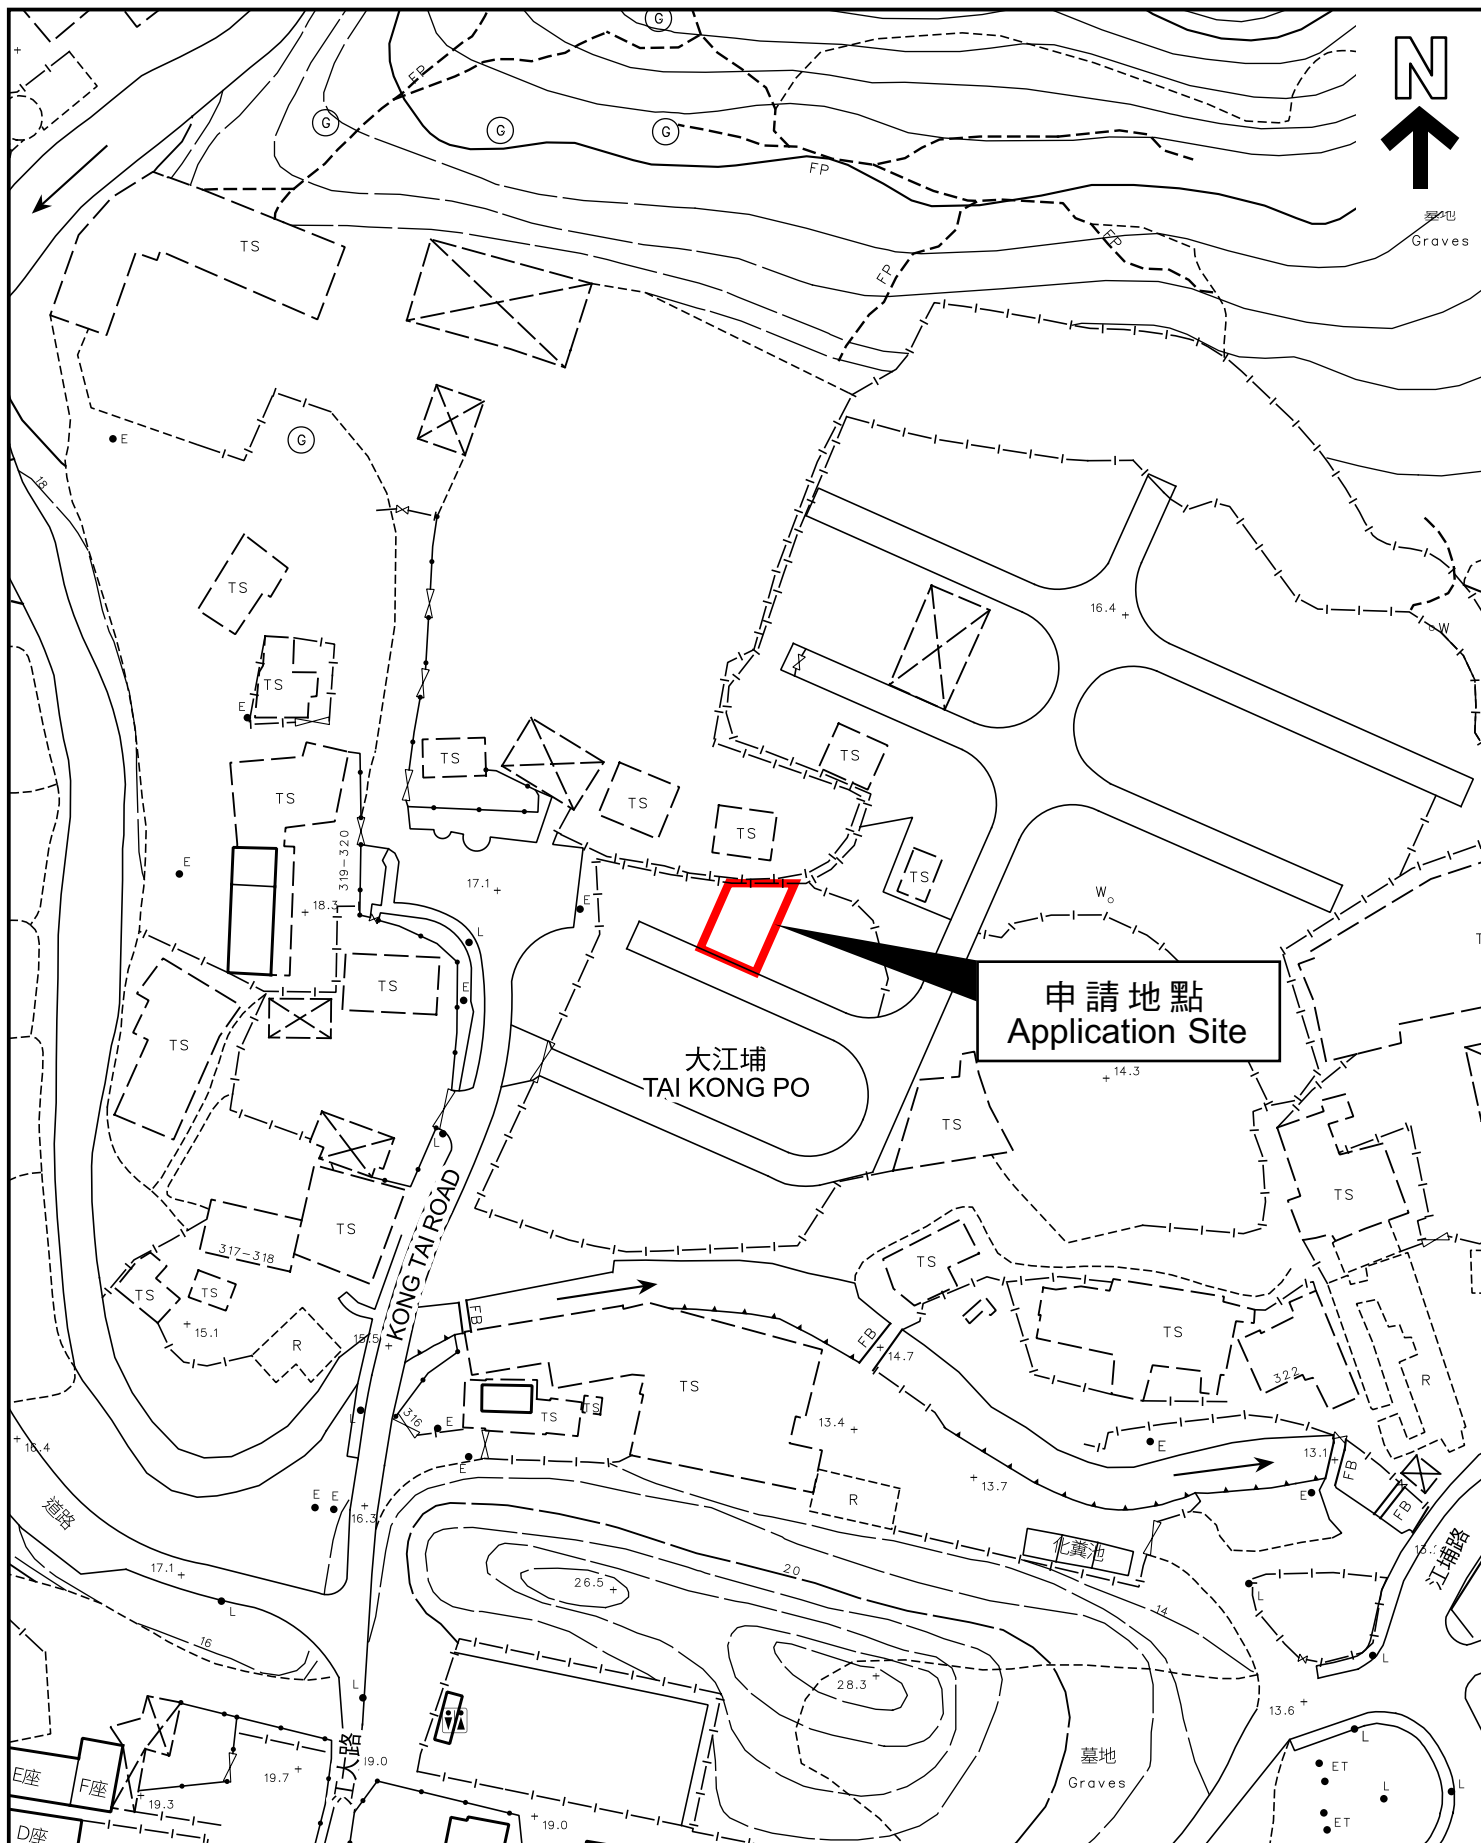 G
FP
N
G
G
G
FP
墓地
Graves
TS
FP
FP
E
G
18
TS
16.4
W
TS
E
TS
TS
TS
TS
TS
TS
319-320
E
17.1
TS
W
18.3
E
L
TS
E
申請地點
Application Site
TS
大江埔
TAI KONG PO
14.3
TS
L
KONG TAI ROAD
TS
TS
317-318
TS
TS
TS
15.1
R
15.5
FB
FB
14.7
TS
322
R
TS
TS
TS
316
E
L
13.4
E
16.4
E
13.1
FB
13.7
E
E
R
E
FB
道路
16.3
化糞池
江埔路
17.1
20
26.5
14
L
L
16
L
28.3
L
13.6
江大路
19.0
墓地
Graves
L
E座
F座
19.7
ET
L
L
19.3
19.0
ET
D座